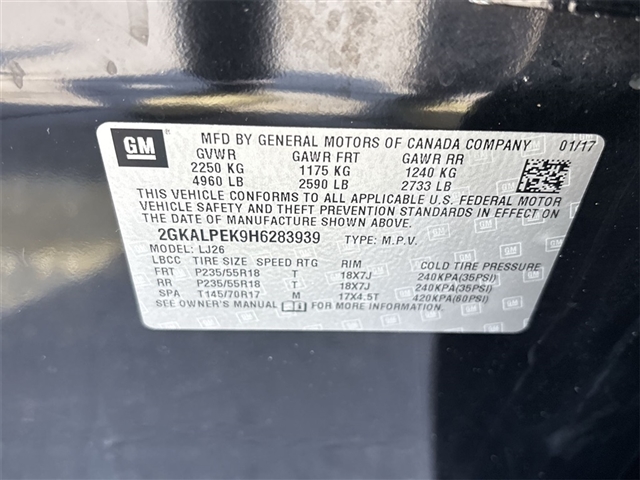 GM
MFD BY GENERAL MOTORS OF CANADA COMPANY 01/17
GVWR GAWR FRT GAWR RR
2250 KG 1175 KG 1240 KG
4960 LB 2590 LB 2733 LB
THIS VEHICLE CONFORMS TO ALL APPLICABLE U.S. FEDERAL MOTOR
VEHICLE SAFETY AND THEFT PREVENTION STANDARDS IN EFFECT ON
THE DATE OF MANUFACTURE SHOWN ABOVE.
2GKALPEK9H6283939 TYPE: M.P.V.
MODEL: LJ26
LBCC TIRE SIZE SPEED RTG RIM COLD TIRE PRESSURE
FRT P235/55R18 T 18X7J 240KPA(35PSI)
RR P235/55R18 T 18X7J 240KPA(35PSI)
SPA T145/70R17 M 17X4.5T 420KPA(60PSI)
SEE OWNER'S MANUAL FOR MORE INFORMATION.